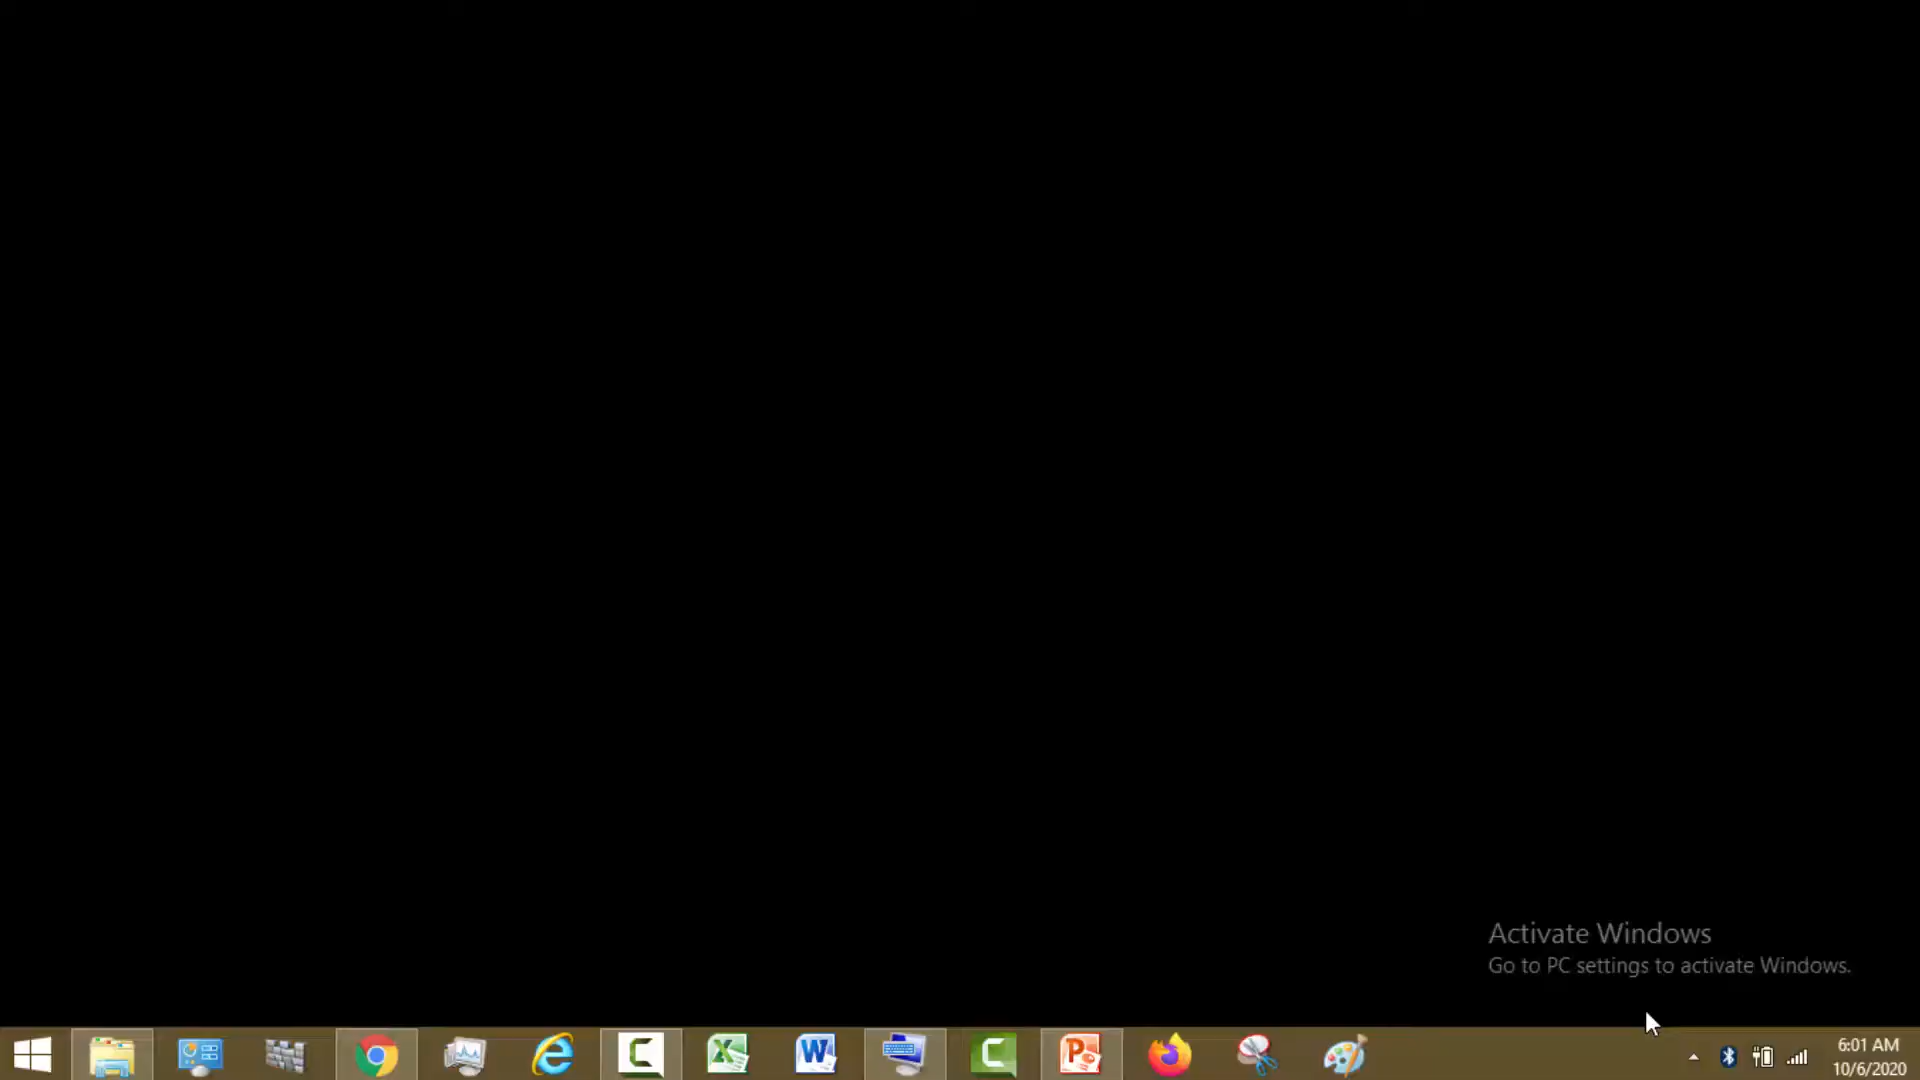 Activate Windows
Go to PC settings to activate Windows.
6:01 AM
10/6/2020